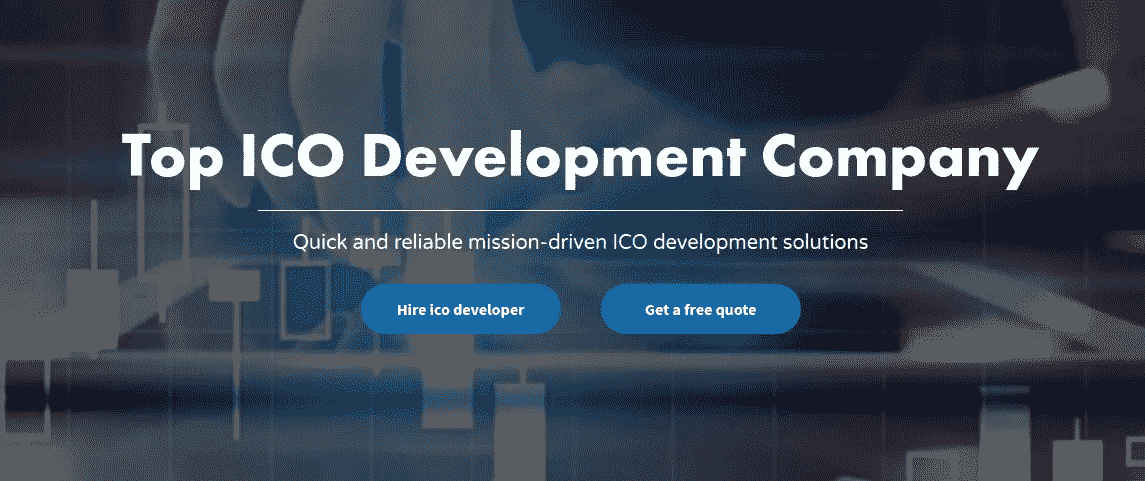 Top ICO Development Company
Quick and reliable mission-driven ICO development solutions
Hire ico developer
Get a free quote